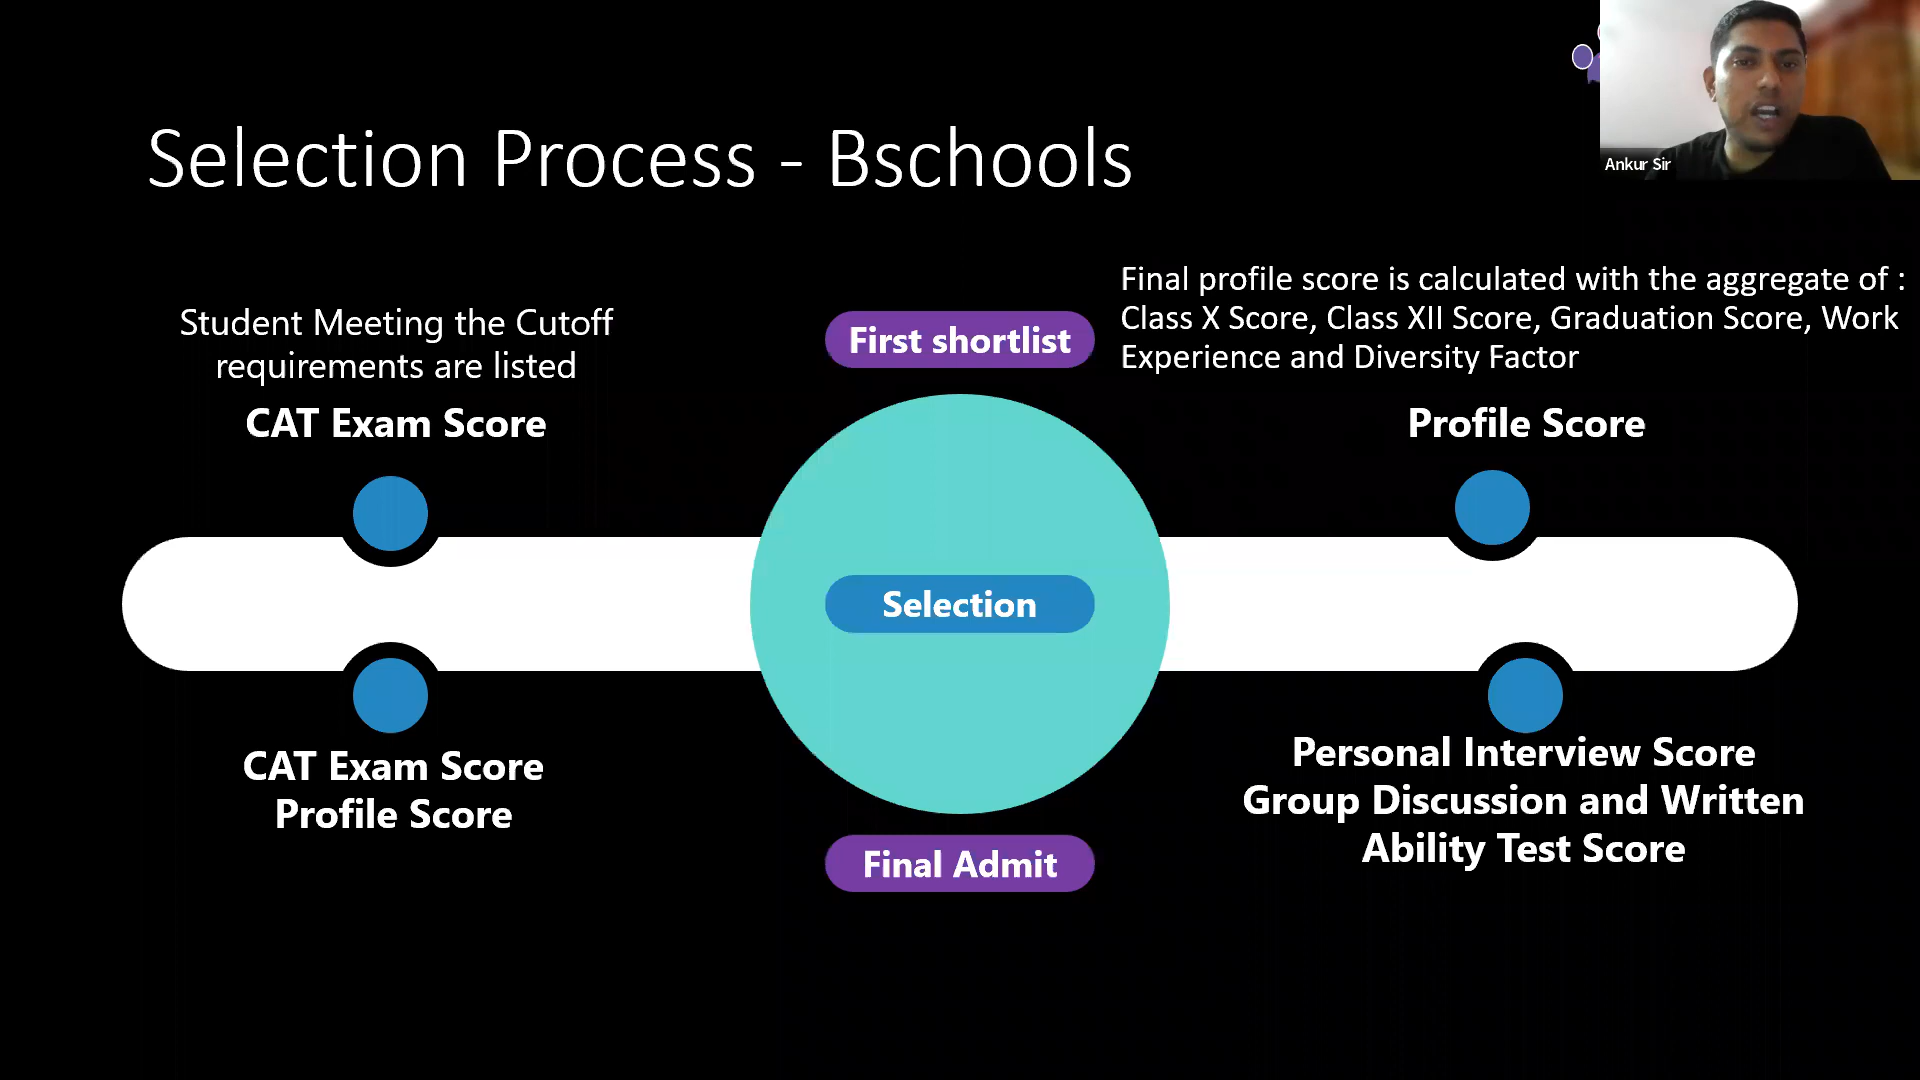 Selection Process - Bschools
Ankur Sir
Student Meeting the Cutoff
requirements are listed
CAT Exam Score
First shortlist
Final profile score is calculated with the aggregate of :
Class X Score, Class XII Score, Graduation Score, Work
Experience and Diversity Factor
Profile Score
Selection
CAT Exam Score
Profile Score
Final Admit
Personal Interview Score
Group Discussion and Written
Ability Test Score